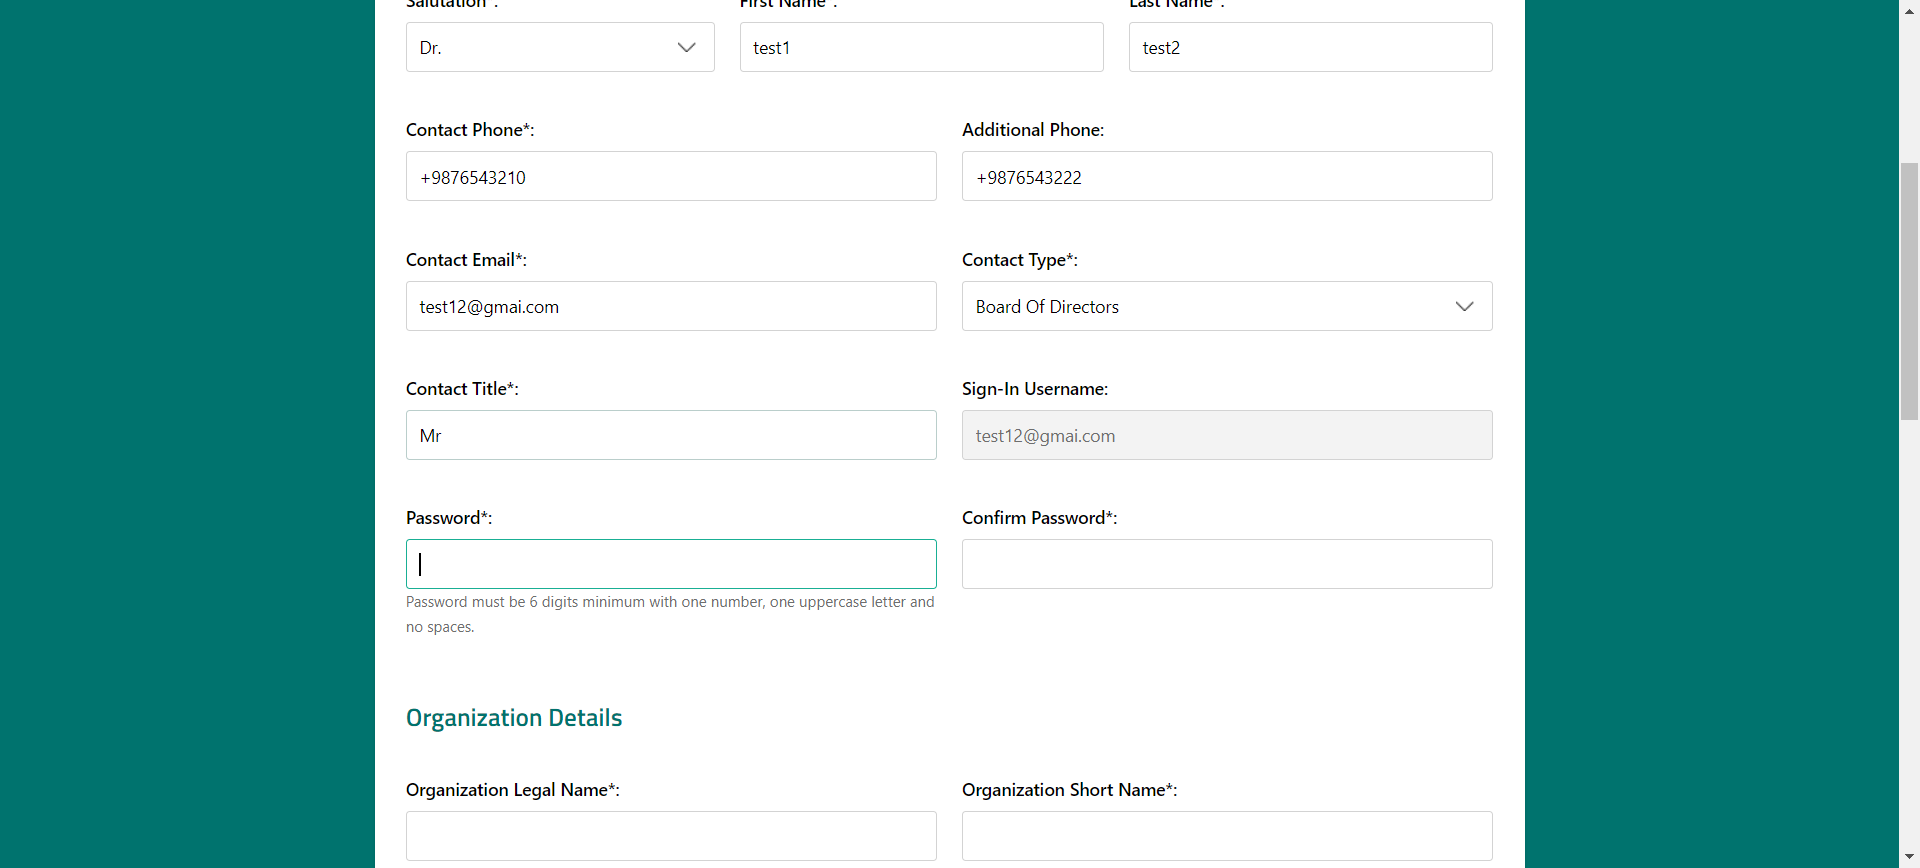 Salutation*:
First Name*:
Last Name*:
Dr.
test1
test2
Contact Phone*:
Additional Phone:
+9876543210
+9876543222
Contact Email*:
Contact Type*:
test12@gmai.com
Board Of Directors
Contact Title*:
Sign-In Username:
Mr
test12@gmai.com
Password*:
Confirm Password*:
Password must be 6 digits minimum with one number, one uppercase letter and
no spaces.
Organization Details
Organization Legal Name*:
Organization Short Name*: